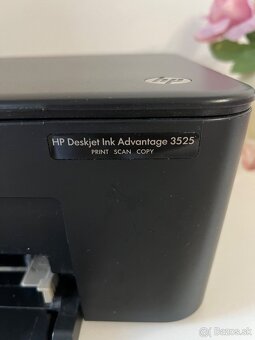 hp
HP Deskjet Ink Advantage 3525
PRINT SCAN COPY
Bazos.sk